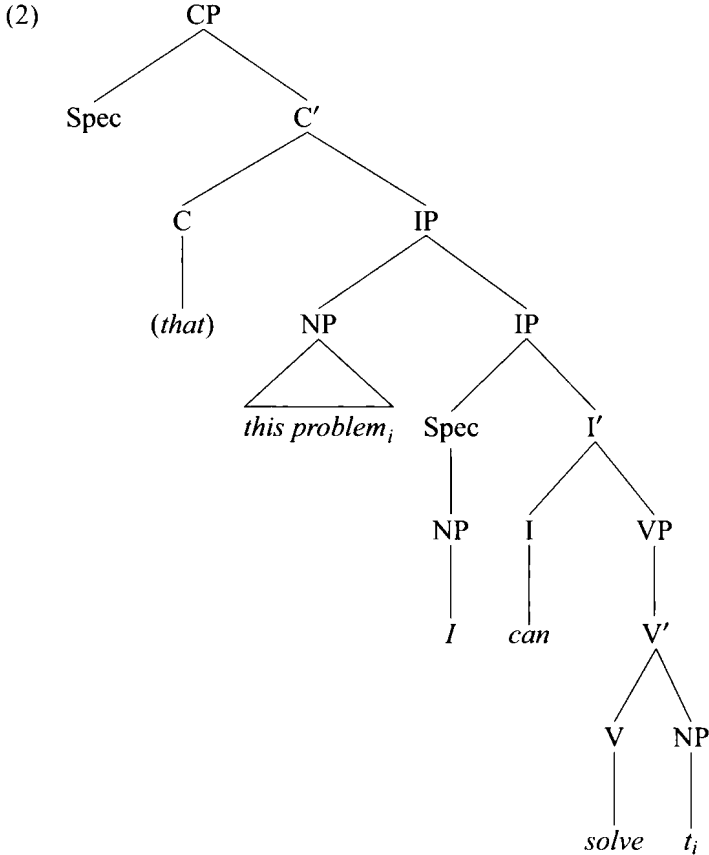 (2) CP
Spec C′
C IP
(that) NP IP
this problemᵢ Spec I′
NP I VP
I can V′
V NP
solve tᵢ